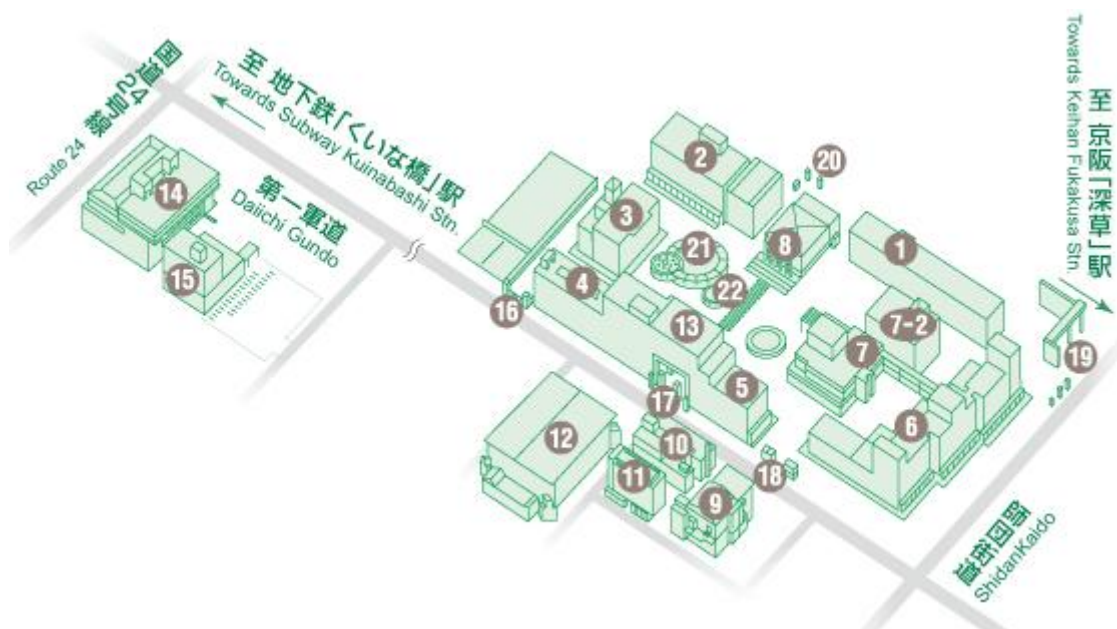 国道24号線
Route 24
至 地下鉄「くいな橋」駅
Towards Subway Kuinabashi Stn.
第一軍道
Daiichi Gundo
至 京阪「深草」駅
Towards Keihan Fukakusa Stn.
師団街道
ShidanKaido
1
2
3
4
5
6
7
7-2
8
9
10
11
12
13
14
15
16
17
18
19
20
21
22